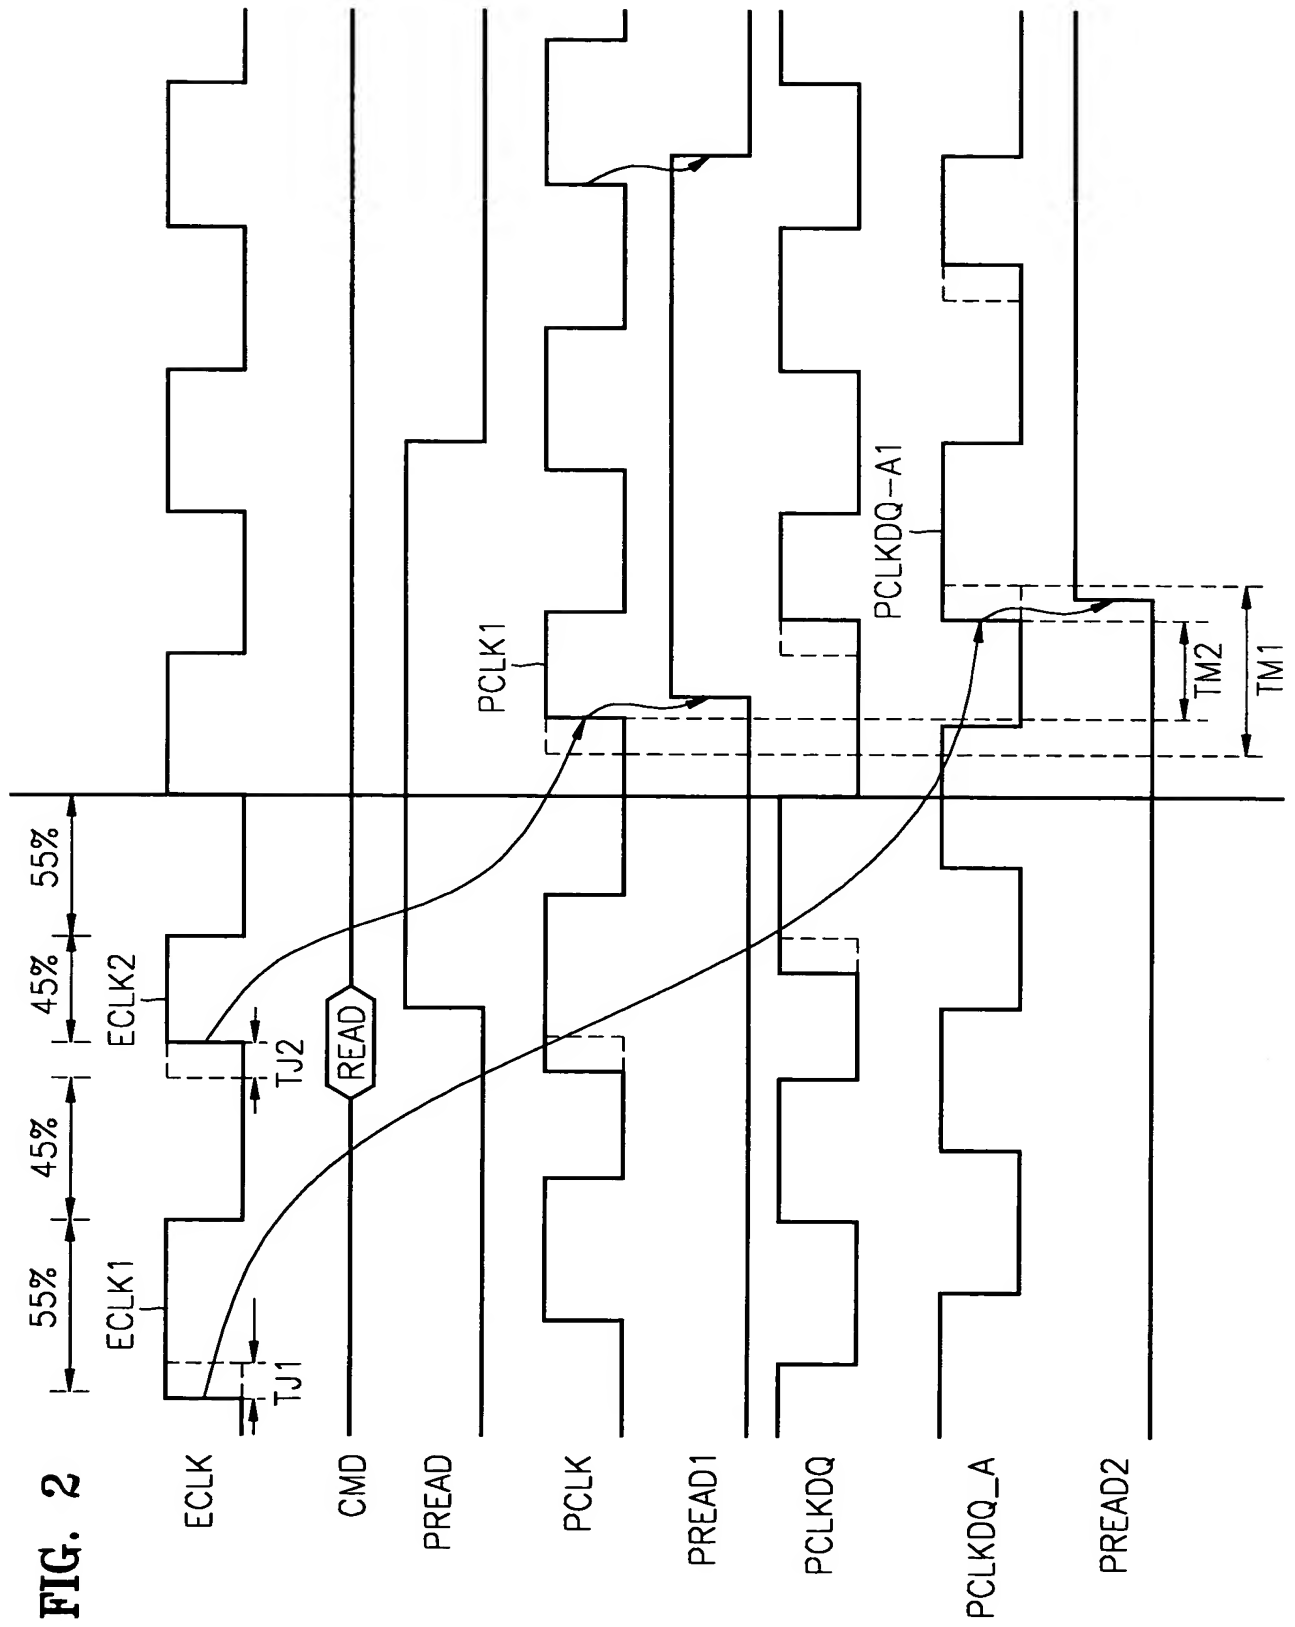 FIG. 2
55%
45%
45%
55%
ECLK1
ECLK2
ECLK
TJ1
TJ2
CMD
READ
PREAD
PCLK1
PCLK
PREAD1
PCLKDQ
PCLKDQ-A1
PCLKDQ_A
PREAD2
TM2
TM1